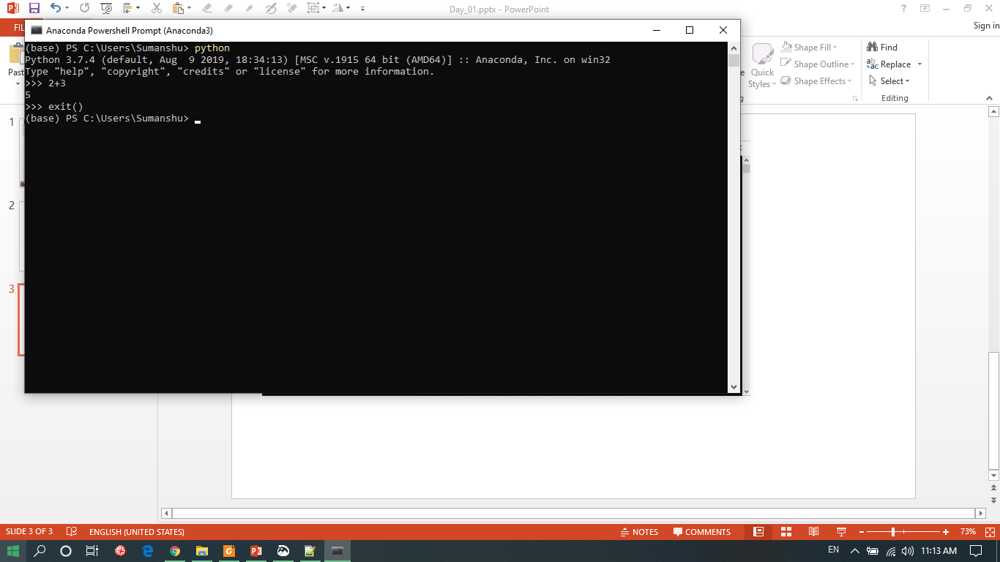 Day_01.pptx - PowerPoint
?
FI
Sign in
Anaconda Powershell Prompt (Anaconda3)
(base) PS C:\Users\Sumanshu> python
Python 3.7.4 (default, Aug  9 2019, 18:34:13) [MSC v.1915 64 bit (AMD64)] :: Anaconda, Inc. on win32
Type "help", "copyright", "credits" or "license" for more information.
>>> 2+3
5
>>> exit()
(base) PS C:\Users\Sumanshu>
Past
Quick
Styles
Shape Fill
Shape Outline
Shape Effects
Find
Replace
Select
Editing
1
2
3
SLIDE 3 OF 3
ENGLISH (UNITED STATES)
NOTES
COMMENTS
73%
EN
11:13 AM